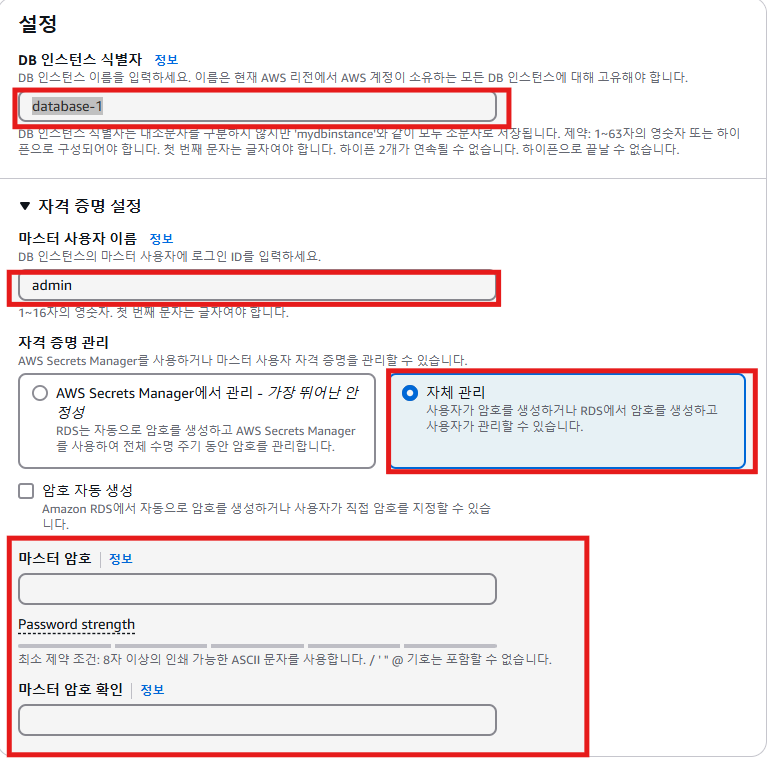 설정
DB 인스턴스 식별자 정보
DB 인스턴스 이름을 입력하세요. 이름은 현재 AWS 리전에서 AWS 계정이 소유하는 모든 DB 인스턴스에 대해 고유해야 합니다.
database-1
DB 인스턴스 식별자는 대소문자를 구분하지 않지만 'mydbinstance'와 같이 모두 소문자로 저장됩니다. 제약: 1~63자의 영숫자 또는 하이
픈으로 구성되어야 합니다. 첫 번째 문자는 글자여야 합니다. 하이픈 2개가 연속될 수 없습니다. 하이픈으로 끝날 수 없습니다.
▼ 자격 증명 설정
마스터 사용자 이름 정보
DB 인스턴스의 마스터 사용자에 로그인 ID를 입력하세요.
admin
1~16자의 영숫자. 첫 번째 문자는 글자여야 합니다.
자격 증명 관리
AWS Secrets Manager를 사용하거나 마스터 사용자 자격 증명을 관리할 수 있습니다.
AWS Secrets Manager에서 관리 - 가장 뛰어난 안
정성
RDS는 자동으로 암호를 생성하고 AWS Secrets Manager
를 사용하여 전체 수명 주기 동안 암호를 관리합니다.
자체 관리
사용자가 암호를 생성하거나 RDS에서 암호를 생성하고
사용자가 관리할 수 있습니다.
암호 자동 생성
Amazon RDS에서 자동으로 암호를 생성하거나 사용자가 직접 암호를 지정할 수 있습
니다.
마스터 암호 정보
Password strength
최소 제약 조건: 8자 이상의 인쇄 가능한 ASCII 문자를 사용합니다. / ' " @ 기호는 포함할 수 없습니다.
마스터 암호 확인 정보